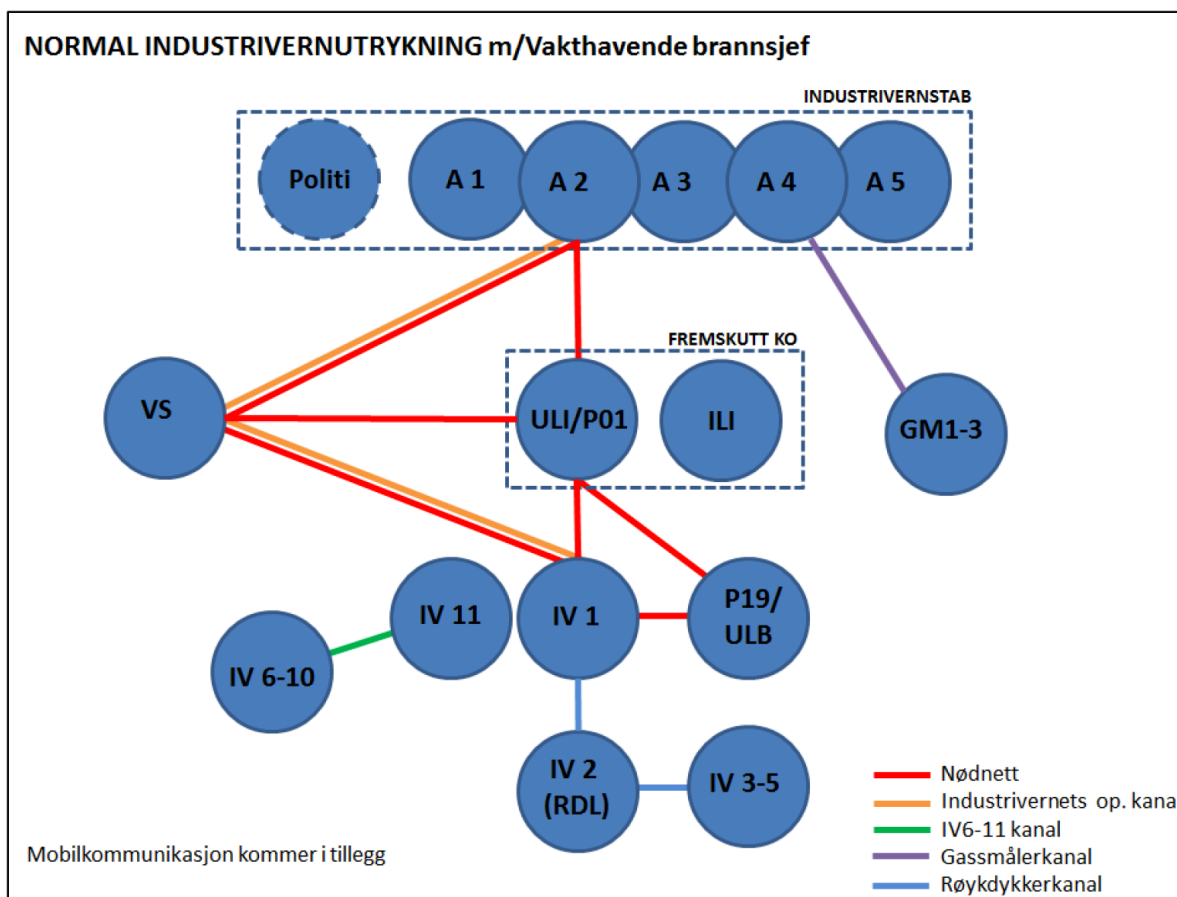 NORMAL INDUSTRIVERNUTRYKNING m/Vakthavende brannsjef
INDUSTRIVERNSTAB
Politi
A 1
A 2
A 3
A 4
A 5
FREMSKUTT KO
VS
ULI/P01
ILI
GM1-3
IV 6-10
IV 11
IV 1
P19/
ULB
IV 2
(RDL)
IV 3-5
Nødnett
Industrivernets op. kana
IV6-11 kanal
Gassmålerkanal
Røykdykkerkanal
Mobilkommunikasjon kommer i tillegg